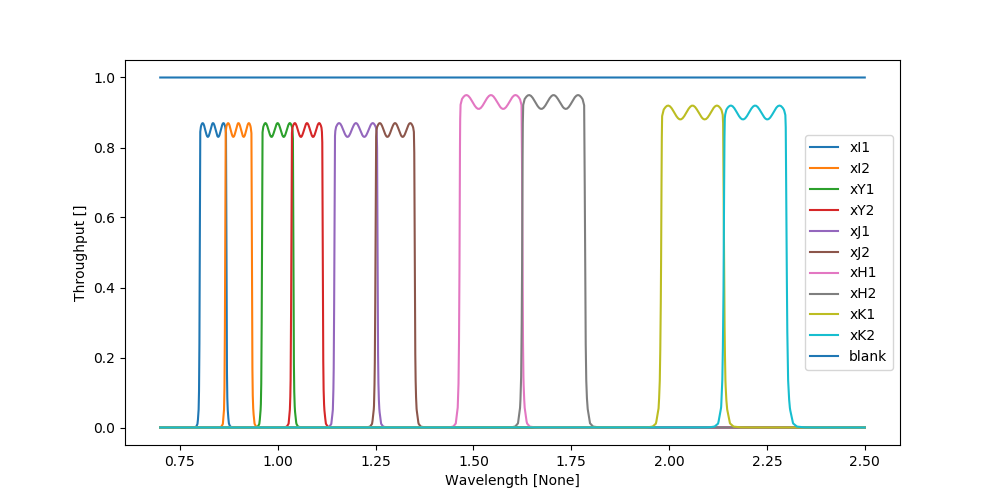 1.0
0.8
0.6
0.4
0.2
0.0
Throughput []
0.75 1.00 1.25 1.50 1.75 2.00 2.25 2.50
Wavelength [None]
xI1
xI2
xY1
xY2
xJ1
xJ2
xH1
xH2
xK1
xK2
blank